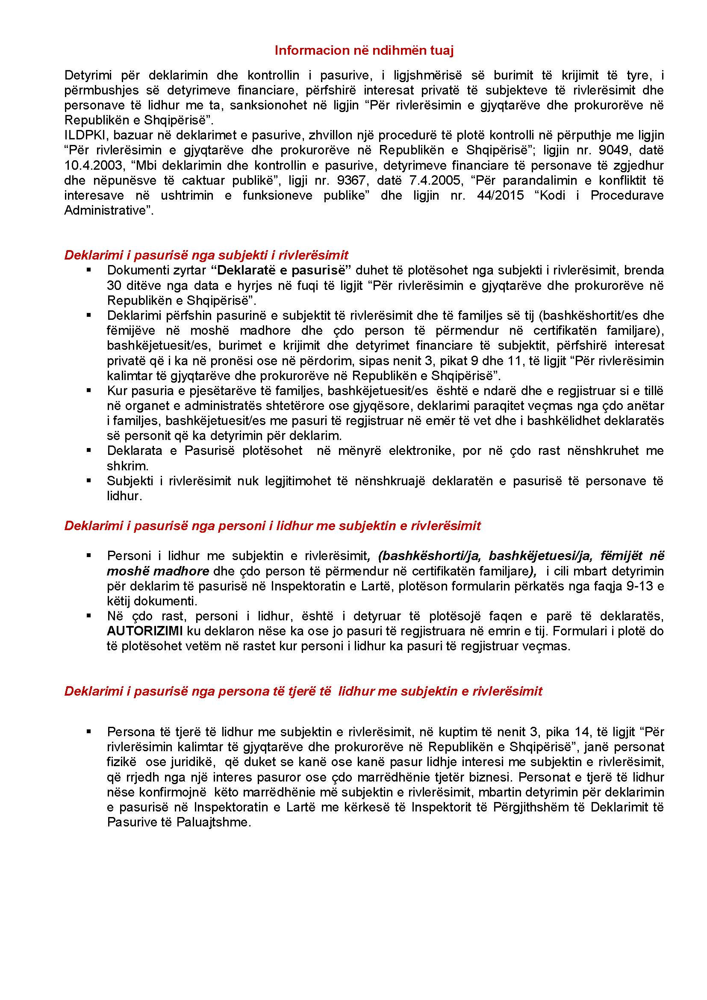 Informacion në ndihmën tuaj
Detyrimi për deklarimin dhe kontrollin i pasurive, i ligjshmërisë së burimit të krijimit të tyre, i
përmbushjes së detyrimeve financiare, përfshirë interesat privatë të subjekteve të rivlerësimit dhe
personave të lidhur me ta, sanksionohet në ligjin “Për rivlerësimin e gjyqtarëve dhe prokurorëve në
Republikën e Shqipërisë”.
ILDPKI, bazuar në deklarimet e pasurive, zhvillon një procedurë të plotë kontrolli në përputhje me ligjin
“Për rivlerësimin e gjyqtarëve dhe prokurorëve në Republikën e Shqipërisë”; ligjin nr. 9049, datë
10.4.2003, “Mbi deklarimin dhe kontrollin e pasurive, detyrimeve financiare të personave të zgjedhur
dhe nëpunësve të caktuar publikë”, ligji nr. 9367, datë 7.4.2005, “Për parandalimin e konfliktit të
interesave në ushtrimin e funksioneve publike” dhe ligjin nr. 44/2015 “Kodi i Procedurave
Administrative”.
Deklarimi i pasurisë nga subjekti i rivlerësimit
▪ Dokumenti zyrtar “Deklaratë e pasurisë” duhet të plotësohet nga subjekti i rivlerësimit, brenda
30 ditëve nga data e hyrjes në fuqi të ligjit “Për rivlerësimin e gjyqtarëve dhe prokurorëve në
Republikën e Shqipërisë”.
▪ Deklarimi përfshin pasurinë e subjektit të rivlerësimit dhe të familjes së tij (bashkëshortit/es dhe
fëmijëve në moshë madhore dhe çdo person të përmendur në certifikatën familjare),
bashkëjetuesit/es, burimet e krijimit dhe detyrimet financiare të subjektit, përfshirë interesat
privatë që i ka në pronësi ose në përdorim, sipas nenit 3, pikat 9 dhe 11, të ligjit “Për rivlerësimin
kalimtar të gjyqtarëve dhe prokurorëve në Republikën e Shqipërisë”.
▪ Kur pasuria e pjesëtarëve të familjes, bashkëjetuesit/es është e ndarë dhe e regjistruar si e tillë
në organet e administratës shtetërore ose gjyqësore, deklarimi paraqitet veçmas nga çdo anëtar
i familjes, bashkëjetuesit/es me pasuri të regjistruar në emër të vet dhe i bashkëlidhet deklaratës
së personit që ka detyrimin për deklarim.
▪ Deklarata e Pasurisë plotësohet në mënyrë elektronike, por në çdo rast nënshkruhet me
shkrim.
▪ Subjekti i rivlerësimit nuk legjitimohet të nënshkruajë deklaratën e pasurisë të personave të
lidhur.
Deklarimi i pasurisë nga personi i lidhur me subjektin e rivlerësimit
▪ Personi i lidhur me subjektin e rivlerësimit, (bashkëshorti/ja, bashkëjetuesi/ja, fëmijët në
moshë madhore dhe çdo person të përmendur në certifikatën familjare), i cili mbart detyrimin
për deklarim të pasurisë në Inspektoratin e Lartë, plotëson formularin përkatës nga faqja 9-13 e
këtij dokumenti.
▪ Në çdo rast, personi i lidhur, është i detyruar të plotësojë faqen e parë të deklaratës,
AUTORIZIMI ku deklaron nëse ka ose jo pasuri të regjistruara në emrin e tij. Formulari i plotë do
të plotësohet vetëm në rastet kur personi i lidhur ka pasuri të regjistruar veçmas.
Deklarimi i pasurisë nga persona të tjerë të lidhur me subjektin e rivlerësimit
▪ Persona të tjerë të lidhur me subjektin e rivlerësimit, në kuptim të nenit 3, pika 14, të ligjit “Për
rivlerësimin kalimtar të gjyqtarëve dhe prokurorëve në Republikën e Shqipërisë”, janë personat
fizikë ose juridikë, që duket se kanë ose kanë pasur lidhje interesi me subjektin e rivlerësimit,
që rrjedh nga një interes pasuror ose çdo marrëdhënie tjetër biznesi. Personat e tjerë të lidhur
nëse konfirmojnë këto marrëdhënie më subjektin e rivlerësimit, mbartin detyrimin për deklarimin
e pasurisë në Inspektoratin e Lartë me kërkesë të Inspektorit të Përgjithshëm të Deklarimit të
Pasurive të Paluajtshme.